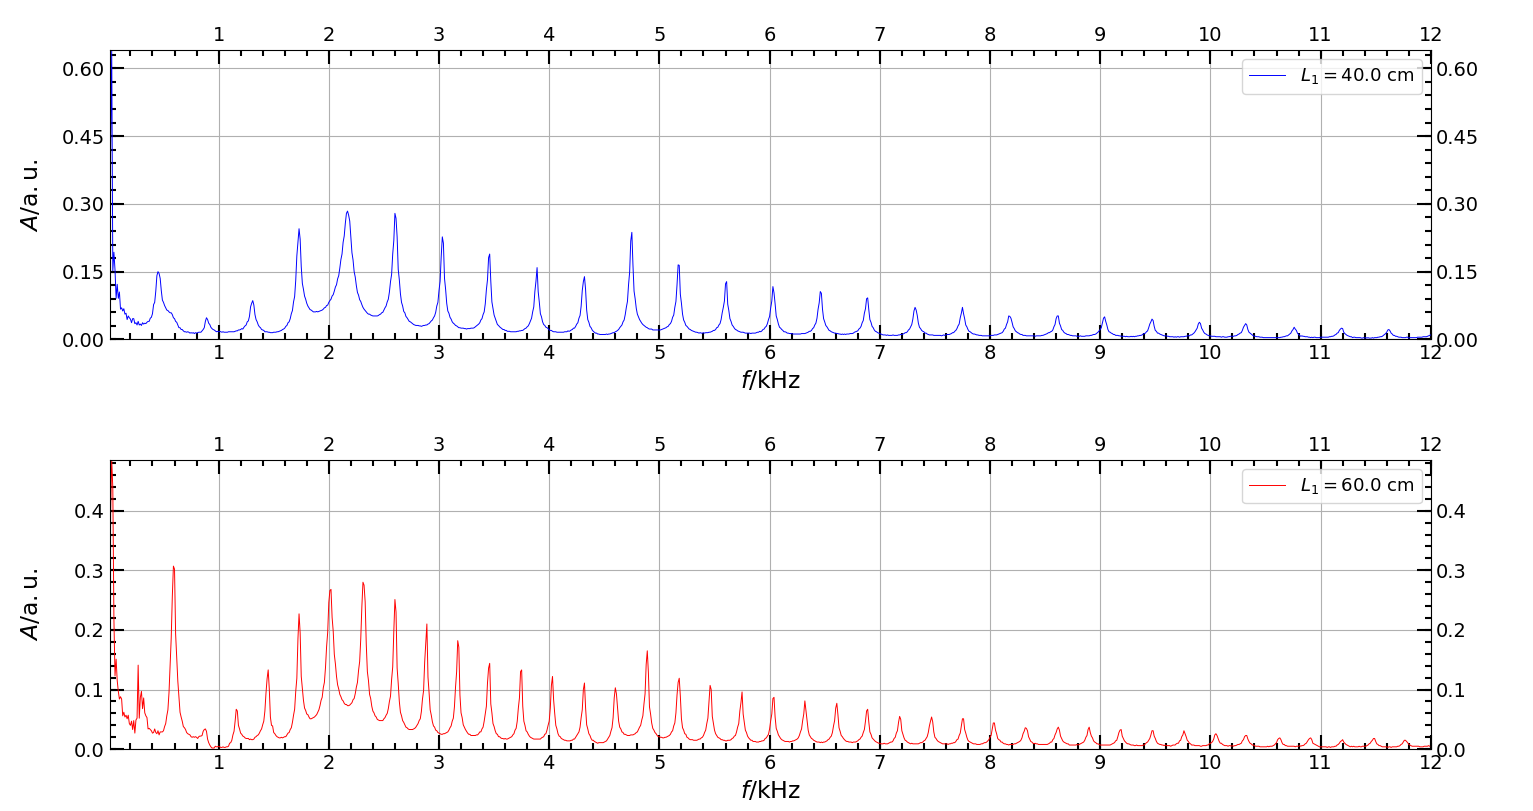 1 2 3 4 5 6 7 8 9 10 11 12
0.60 0.60
0.45 0.45
0.30 0.30
0.15 0.15
0.00 0.00
A/a.u.
L₁ = 40.0 cm
1 2 3 4 5 6 7 8 9 10 11 12
f/kHz
1 2 3 4 5 6 7 8 9 10 11 12
0.4 0.4
0.3 0.3
0.2 0.2
0.1 0.1
0.0 0.0
A/a.u.
L₁ = 60.0 cm
1 2 3 4 5 6 7 8 9 10 11 12
f/kHz